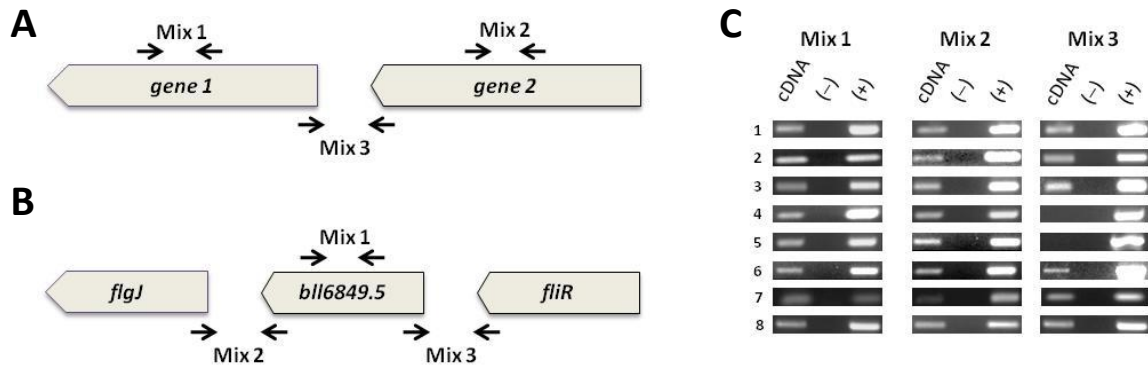 A
Mix 1
Mix 2
gene 1
gene 2
Mix 3
B
Mix 1
flgJ
bll6849.5
fliR
Mix 2
Mix 3
C
Mix 1 Mix 2 Mix 3
cDNA (–) (+) cDNA (–) (+) cDNA (–) (+)
1
2
3
4
5
6
7
8